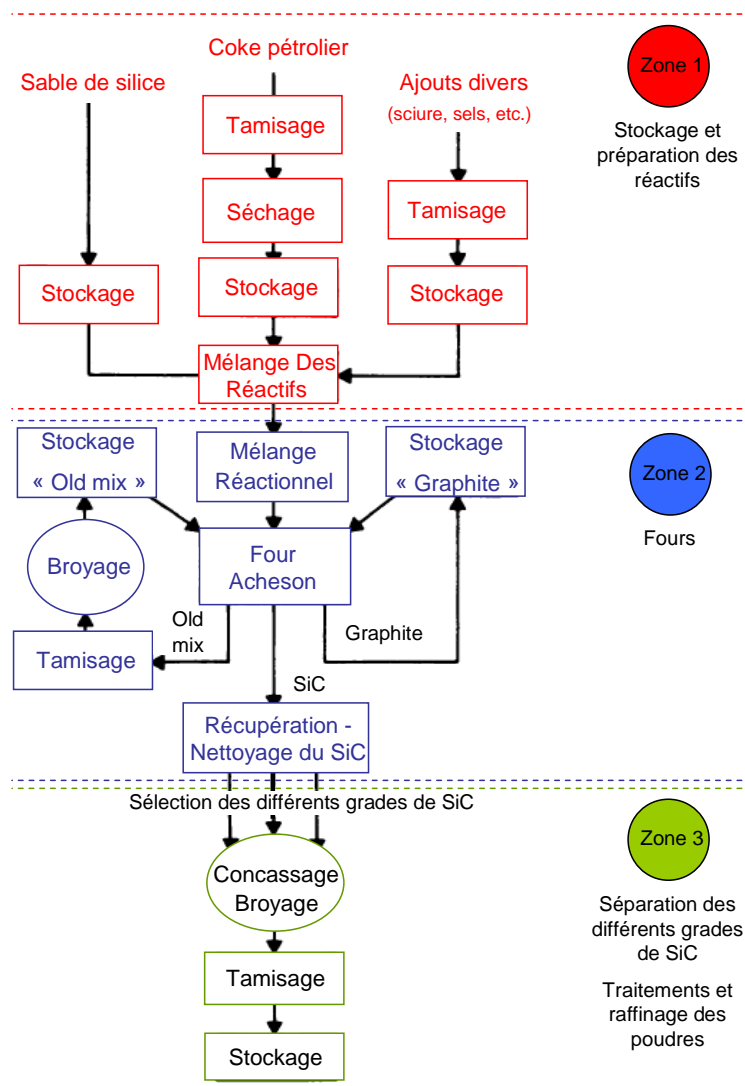 Coke pétrolier
Sable de silice
Ajouts divers
(sciure, sels, etc.)
Tamisage
Séchage
Tamisage
Stockage
Stockage
Stockage
Mélange Des
Réactifs
Zone 1
Stockage et
préparation des
réactifs
Stockage
« Old mix »
Mélange
Réactionnel
Stockage
« Graphite »
Broyage
Four
Acheson
Old
mix
Graphite
Tamisage
SiC
Récupération -
Nettoyage du SiC
Zone 2
Fours
Sélection des différents grades de SiC
Concassage
Broyage
Tamisage
Stockage
Zone 3
Séparation des
différents grades
de SiC
Traitements et
raffinage des
poudres